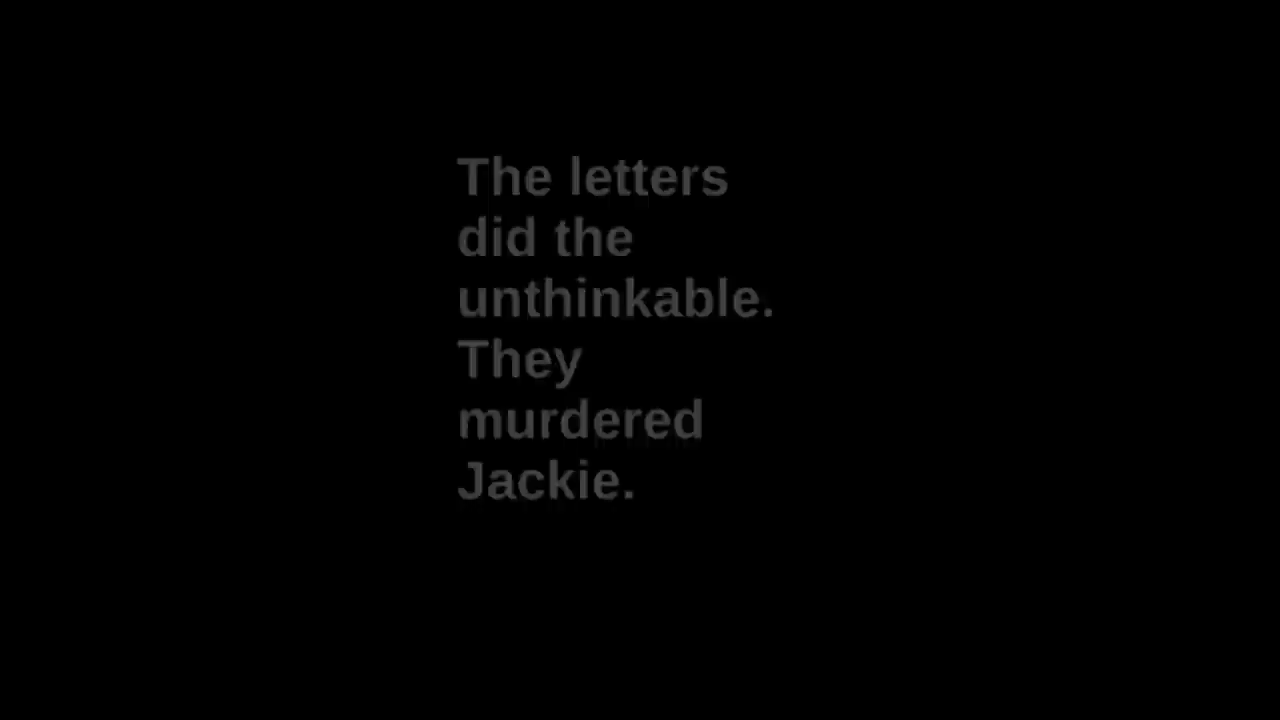 The letters
did the
unthinkable.
They
murdered
Jackie.